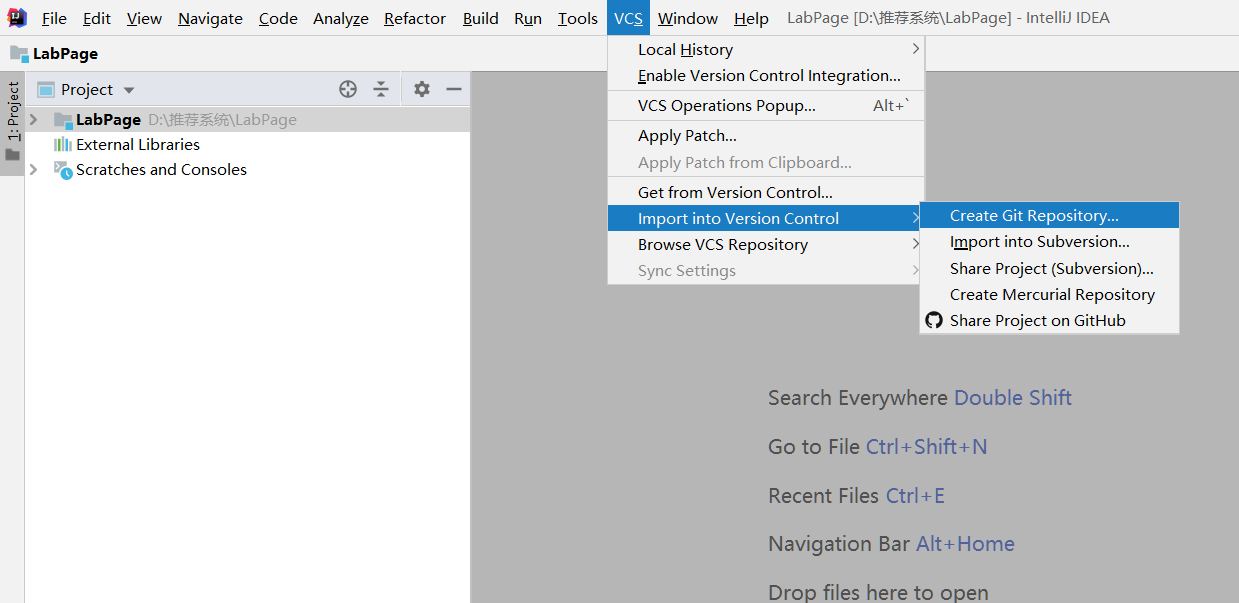 File Edit View Navigate Code Analyze Refactor Build Run Tools VCS Window Help LabPage [D:\推荐系统\LabPage] - IntelliJ IDEA
LabPage
1: Project
Project
LabPage D:\推荐系统\LabPage
External Libraries
Scratches and Consoles
Local History
Enable Version Control Integration...
VCS Operations Popup... Alt+`
Apply Patch...
Apply Patch from Clipboard...
Get from Version Control...
Import into Version Control
Browse VCS Repository
Sync Settings
Create Git Repository...
Import into Subversion...
Share Project (Subversion)...
Create Mercurial Repository
Share Project on GitHub
Search Everywhere Double Shift
Go to File Ctrl+Shift+N
Recent Files Ctrl+E
Navigation Bar Alt+Home
Drop files here to open